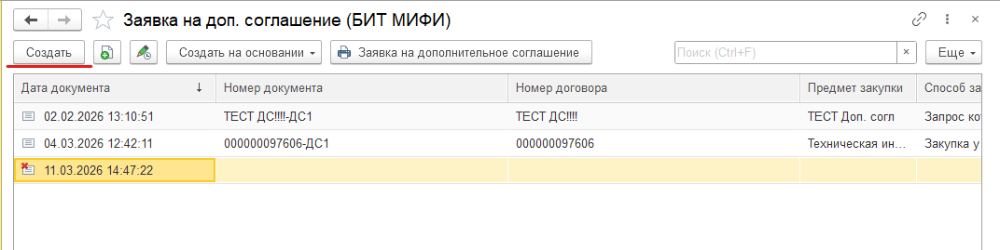 Заявка на доп. соглашение (БИТ МИФИ)
Создать Создать на основании Заявка на дополнительное соглашение Поиск (Ctrl+F) × Еще
Дата документа ↓ Номер документа Номер договора Предмет закупки Способ за
02.02.2026 13:10:51 ТЕСТ ДС!!!!-ДС1 ТЕСТ ДС!!!! ТЕСТ Доп. согл Запрос ко
04.03.2026 12:42:11 000000097606-ДС1 000000097606 Техническая ин... Закупка у
11.03.2026 14:47:22